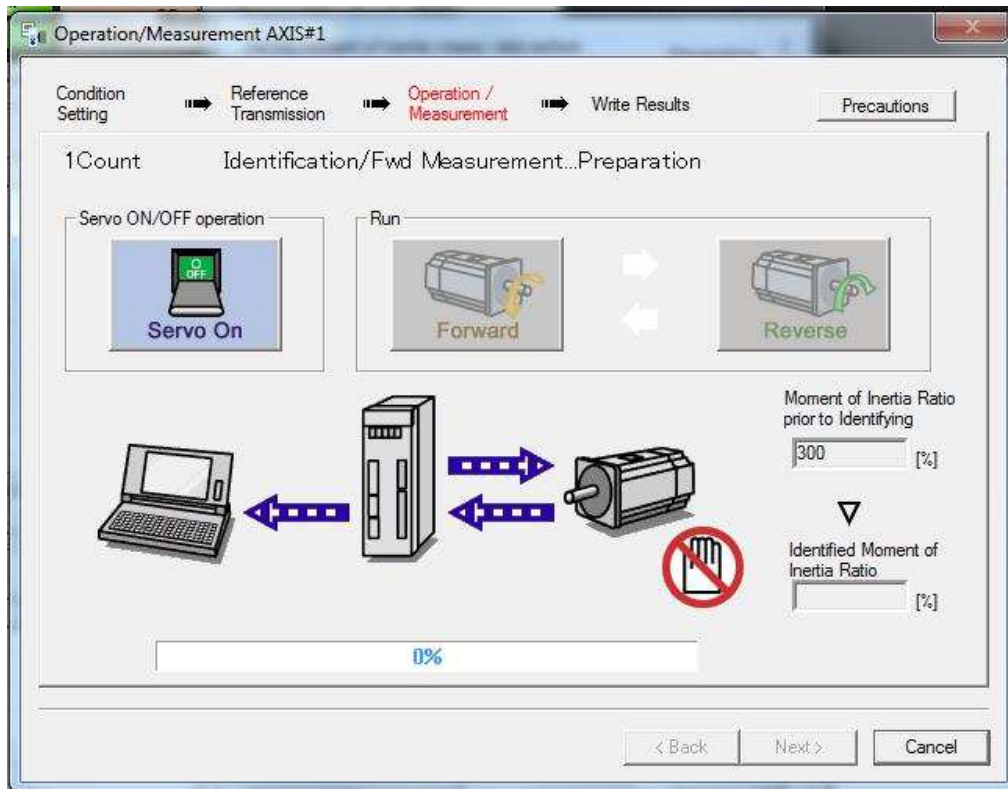 Operation/Measurement AXIS#1
Condition
Setting
Reference
Transmission
Operation /
Measurement
Write Results
Precautions
1Count Identification/Fwd Measurement...Preparation
Servo ON/OFF operation
Run
OFF
Servo On
Forward
Reverse
Moment of Inertia Ratio
prior to Identifying
300 [%]
Identified Moment of
Inertia Ratio
[%]
0%
< Back
Next >
Cancel